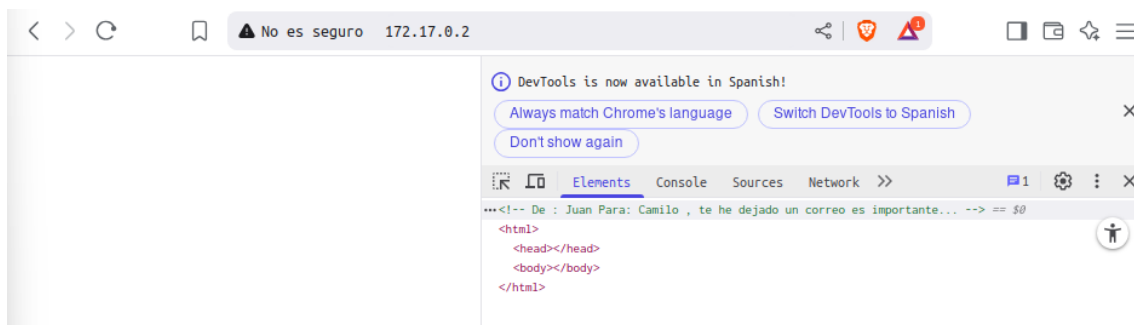 No es seguro 172.17.0.2 1
DevTools is now available in Spanish!
Always match Chrome's language Switch DevTools to Spanish
Don't show again
Elements Console Sources Network 1
<!-- De : Juan Para: Camilo , te he dejado un correo es importante... --> == $0
<html>
<head></head>
<body></body>
</html>